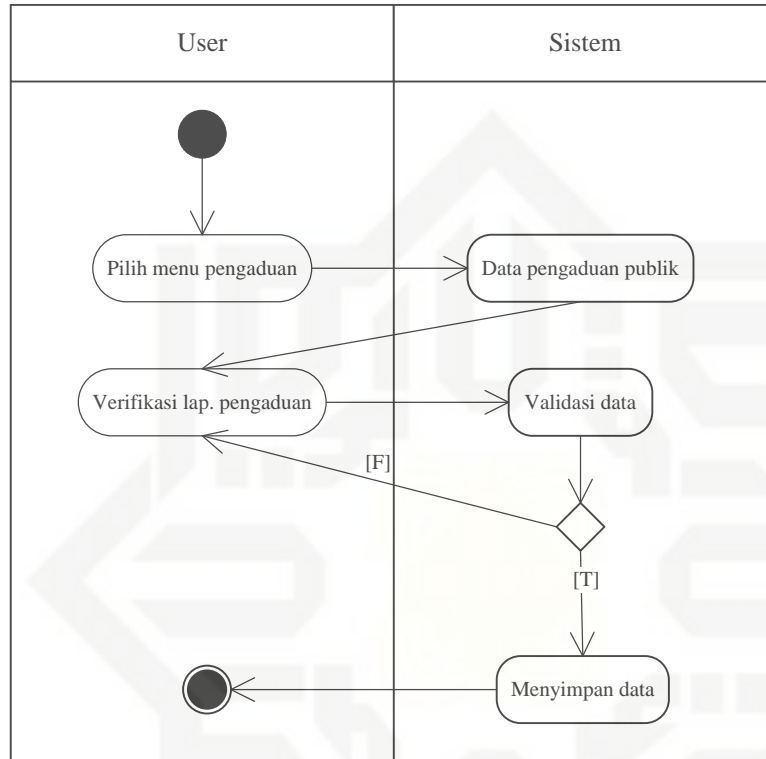 User
Sistem
Pilih menu pengaduan
Data pengaduan publik
Verifikasi lap. pengaduan
Validasi data
[F]
[T]
Menyimpan data